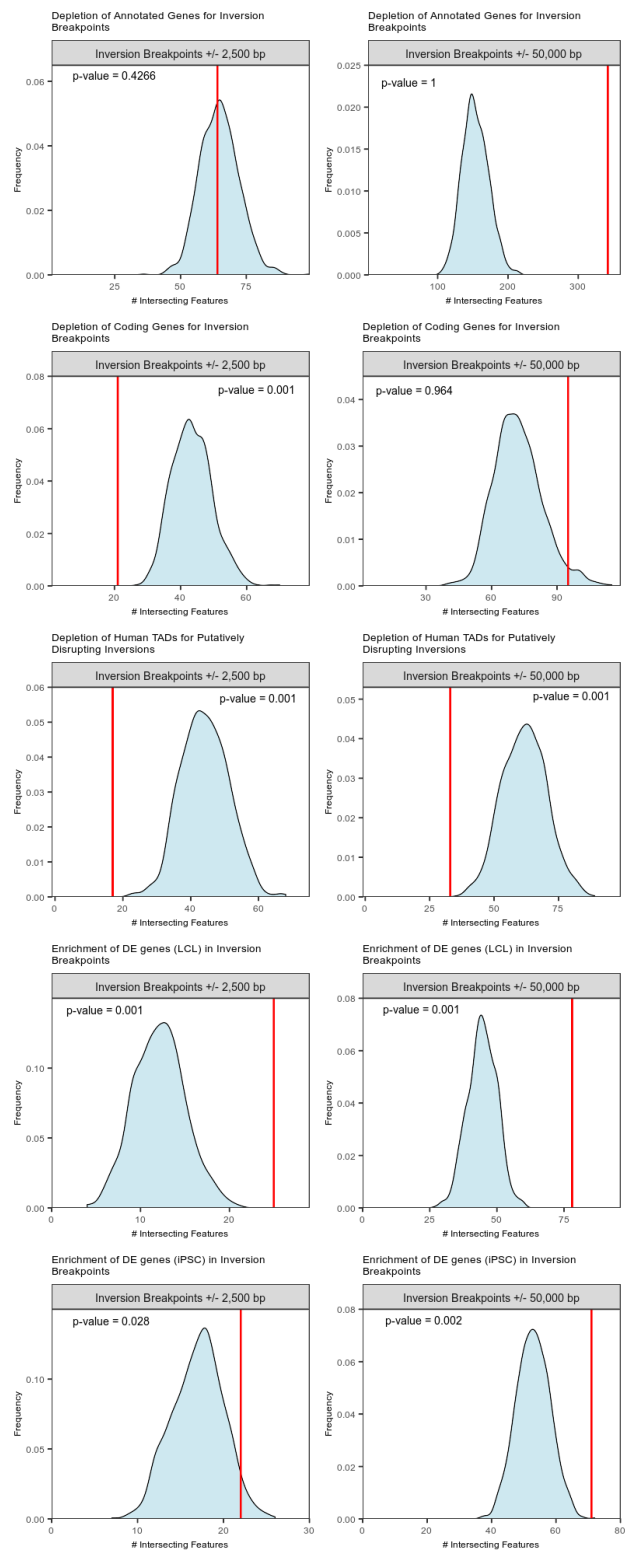 Depletion of Annotated Genes for Inversion
Breakpoints
Inversion Breakpoints +/- 2,500 bp
p-value = 0.4266
0.06
0.04
0.02
0.00
Frequency
25
50
75
# Intersecting Features
Depletion of Annotated Genes for Inversion
Breakpoints
Inversion Breakpoints +/- 50,000 bp
p-value = 1
0.025
0.020
0.015
0.010
0.005
0.000
Frequency
100
200
300
# Intersecting Features
Depletion of Coding Genes for Inversion
Breakpoints
Inversion Breakpoints +/- 2,500 bp
p-value = 0.001
0.08
0.06
0.04
0.02
0.00
Frequency
20
40
60
# Intersecting Features
Depletion of Coding Genes for Inversion
Breakpoints
Inversion Breakpoints +/- 50,000 bp
p-value = 0.964
0.04
0.03
0.02
0.01
0.00
Frequency
30
60
90
# Intersecting Features
Depletion of Human TADs for Putatively
Disrupting Inversions
Inversion Breakpoints +/- 2,500 bp
p-value = 0.001
0.06
0.05
0.04
0.03
0.02
0.01
0.00
Frequency
0
20
40
60
# Intersecting Features
Depletion of Human TADs for Putatively
Disrupting Inversions
Inversion Breakpoints +/- 50,000 bp
p-value = 0.001
0.05
0.04
0.03
0.02
0.01
0.00
Frequency
0
25
50
75
# Intersecting Features
Enrichment of DE genes (LCL) in Inversion
Breakpoints
Inversion Breakpoints +/- 2,500 bp
p-value = 0.001
0.10
0.05
0.00
Frequency
0
10
20
# Intersecting Features
Enrichment of DE genes (LCL) in Inversion
Breakpoints
Inversion Breakpoints +/- 50,000 bp
p-value = 0.001
0.08
0.06
0.04
0.02
0.00
Frequency
0
25
50
75
# Intersecting Features
Enrichment of DE genes (iPSC) in Inversion
Breakpoints
Inversion Breakpoints +/- 2,500 bp
p-value = 0.028
0.10
0.05
0.00
Frequency
0
10
20
30
# Intersecting Features
Enrichment of DE genes (iPSC) in Inversion
Breakpoints
Inversion Breakpoints +/- 50,000 bp
p-value = 0.002
0.08
0.06
0.04
0.02
0.00
Frequency
0
20
40
60
80
# Intersecting Features